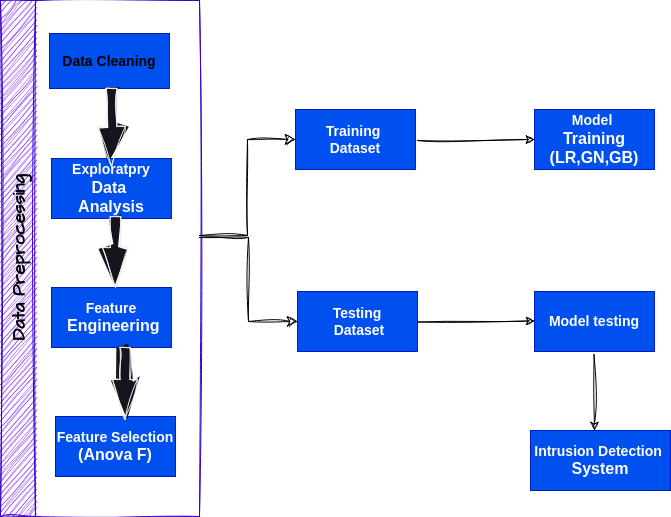 Data Preprocessing
Data Cleaning
Exploratpry
Data
Analysis
Feature
Engineering
Feature Selection
(Anova F)
Training
Dataset
Model
Training
(LR,GN,GB)
Testing
Dataset
Model testing
Intrusion Detection
System